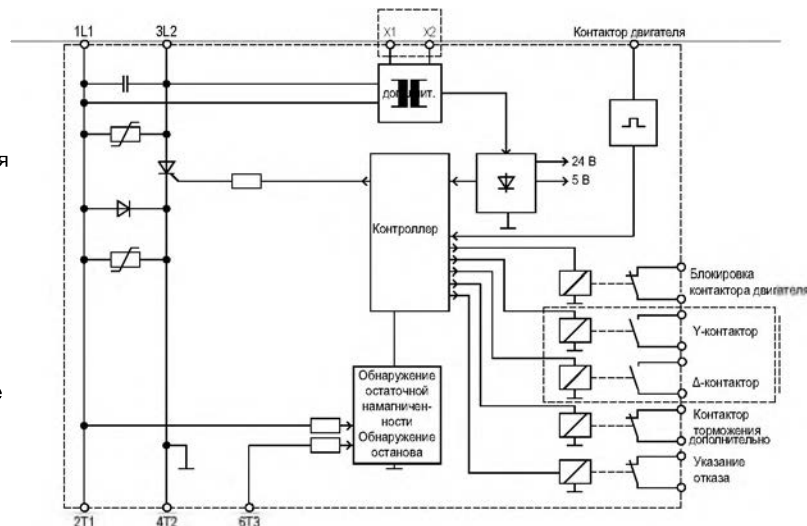 1L1
3L2
X1
X2
Контактор двигателя
я
24 В
5 В
Контроллер
Блокировка
контактора двигателя
Y-контактор
Δ-контактор
е
Обнаружение
остаточной
намагничен-
ности
Обнаружение
останова
Контактор
торможения
дополнительно
Указание
отказа
2T1
4T2
6T3